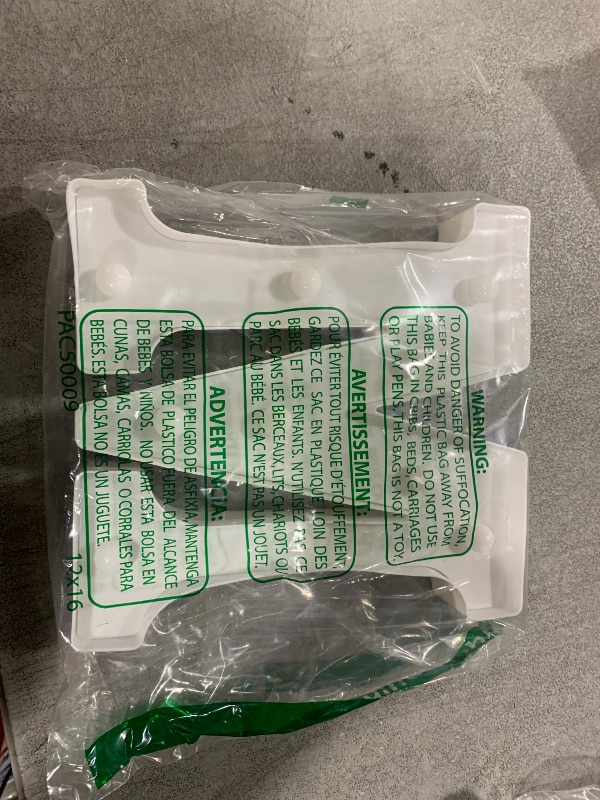 WARNING:
TO AVOID DANGER OF SUFFOCATION,
KEEP THIS PLASTIC BAG AWAY FROM
BABIES AND CHILDREN. DO NOT USE
THIS BAG IN CRIBS, BEDS, CARRIAGES
OR PLAY PENS. THIS BAG IS NOT A TOY.
AVERTISSEMENT:
POUR ÉVITER TOUT RISQUE D'ÉTOUFFEMENT,
GARDEZ CE SAC EN PLASTIQUE LOIN DES
BÉBÉS ET LES ENFANTS. N'UTILISEZ PAS CE
SAC DANS LES BERCEAUX, LITS, CHARIOTS OU
PARC AU BÉBÉ. CE SAC N'EST PAS UN JOUET.
ADVERTENCIA:
PARA EVITAR EL PELIGRO DE ASFIXIA, MANTENGA
ESTA BOLSA DE PLASTICO FUERA DEL ALCANCE
DE BEBES Y NIÑOS. NO USAR ESTA BOLSA EN
CUNAS, CAMAS, CARRIOLAS O CORRALES PARA
BEBÉS. ESTA BOLSA NO ES UN JUGUETE.
PAC50009 12x16